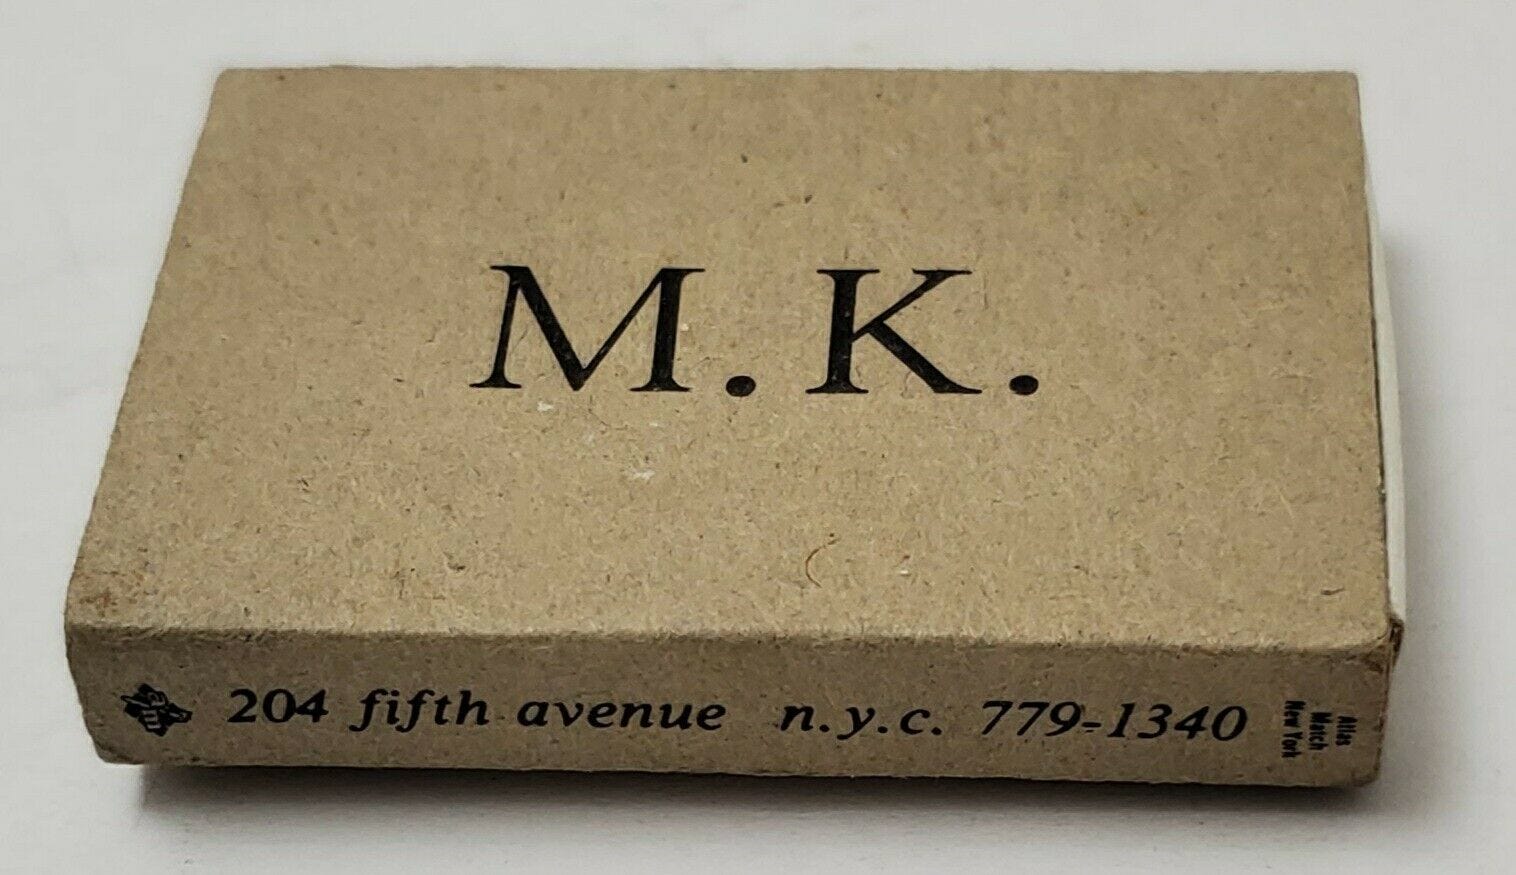 M. K.
204 fifth avenue n.y.c. 779-1340
Atlas
Match
New York